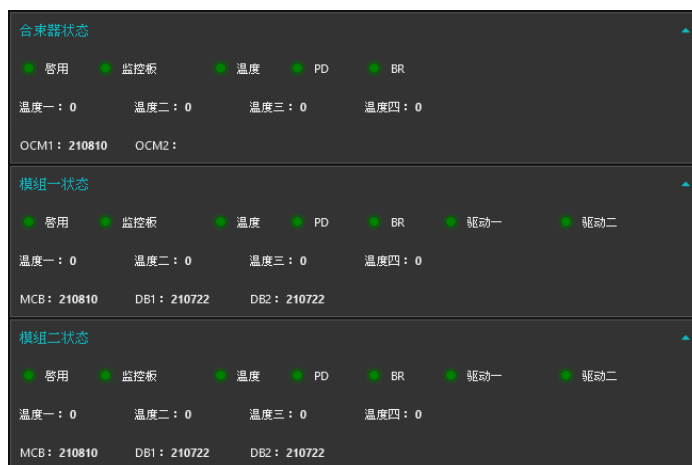 合束器状态
启用 监控板 温度 PD BR
温度一：0 温度二：0 温度三：0 温度四：0
OCM1：210810 OCM2：
模组一状态
启用 监控板 温度 PD BR 驱动一 驱动二
温度一：0 温度二：0 温度三：0 温度四：0
MCB：210810 DB1：210722 DB2：210722
模组二状态
启用 监控板 温度 PD BR 驱动一 驱动二
温度一：0 温度二：0 温度三：0 温度四：0
MCB：210810 DB1：210722 DB2：210722